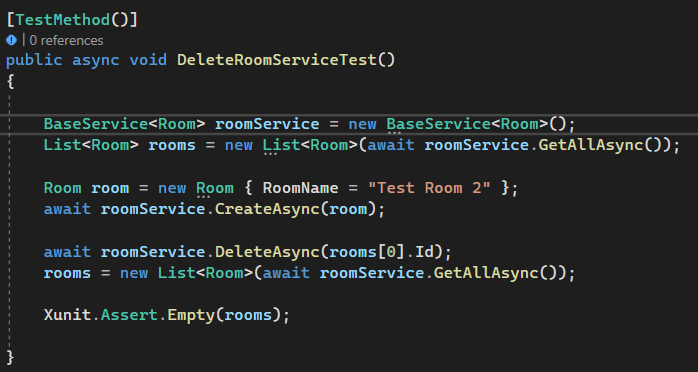 [TestMethod()]
| 0 references
public async void DeleteRoomServiceTest()
{
BaseService<Room> roomService = new BaseService<Room>();
List<Room> rooms = new List<Room>(await roomService.GetAllAsync());
Room room = new Room { RoomName = "Test Room 2" };
await roomService.CreateAsync(room);
await roomService.DeleteAsync(rooms[0].Id);
rooms = new List<Room>(await roomService.GetAllAsync());
Xunit.Assert.Empty(rooms);
}